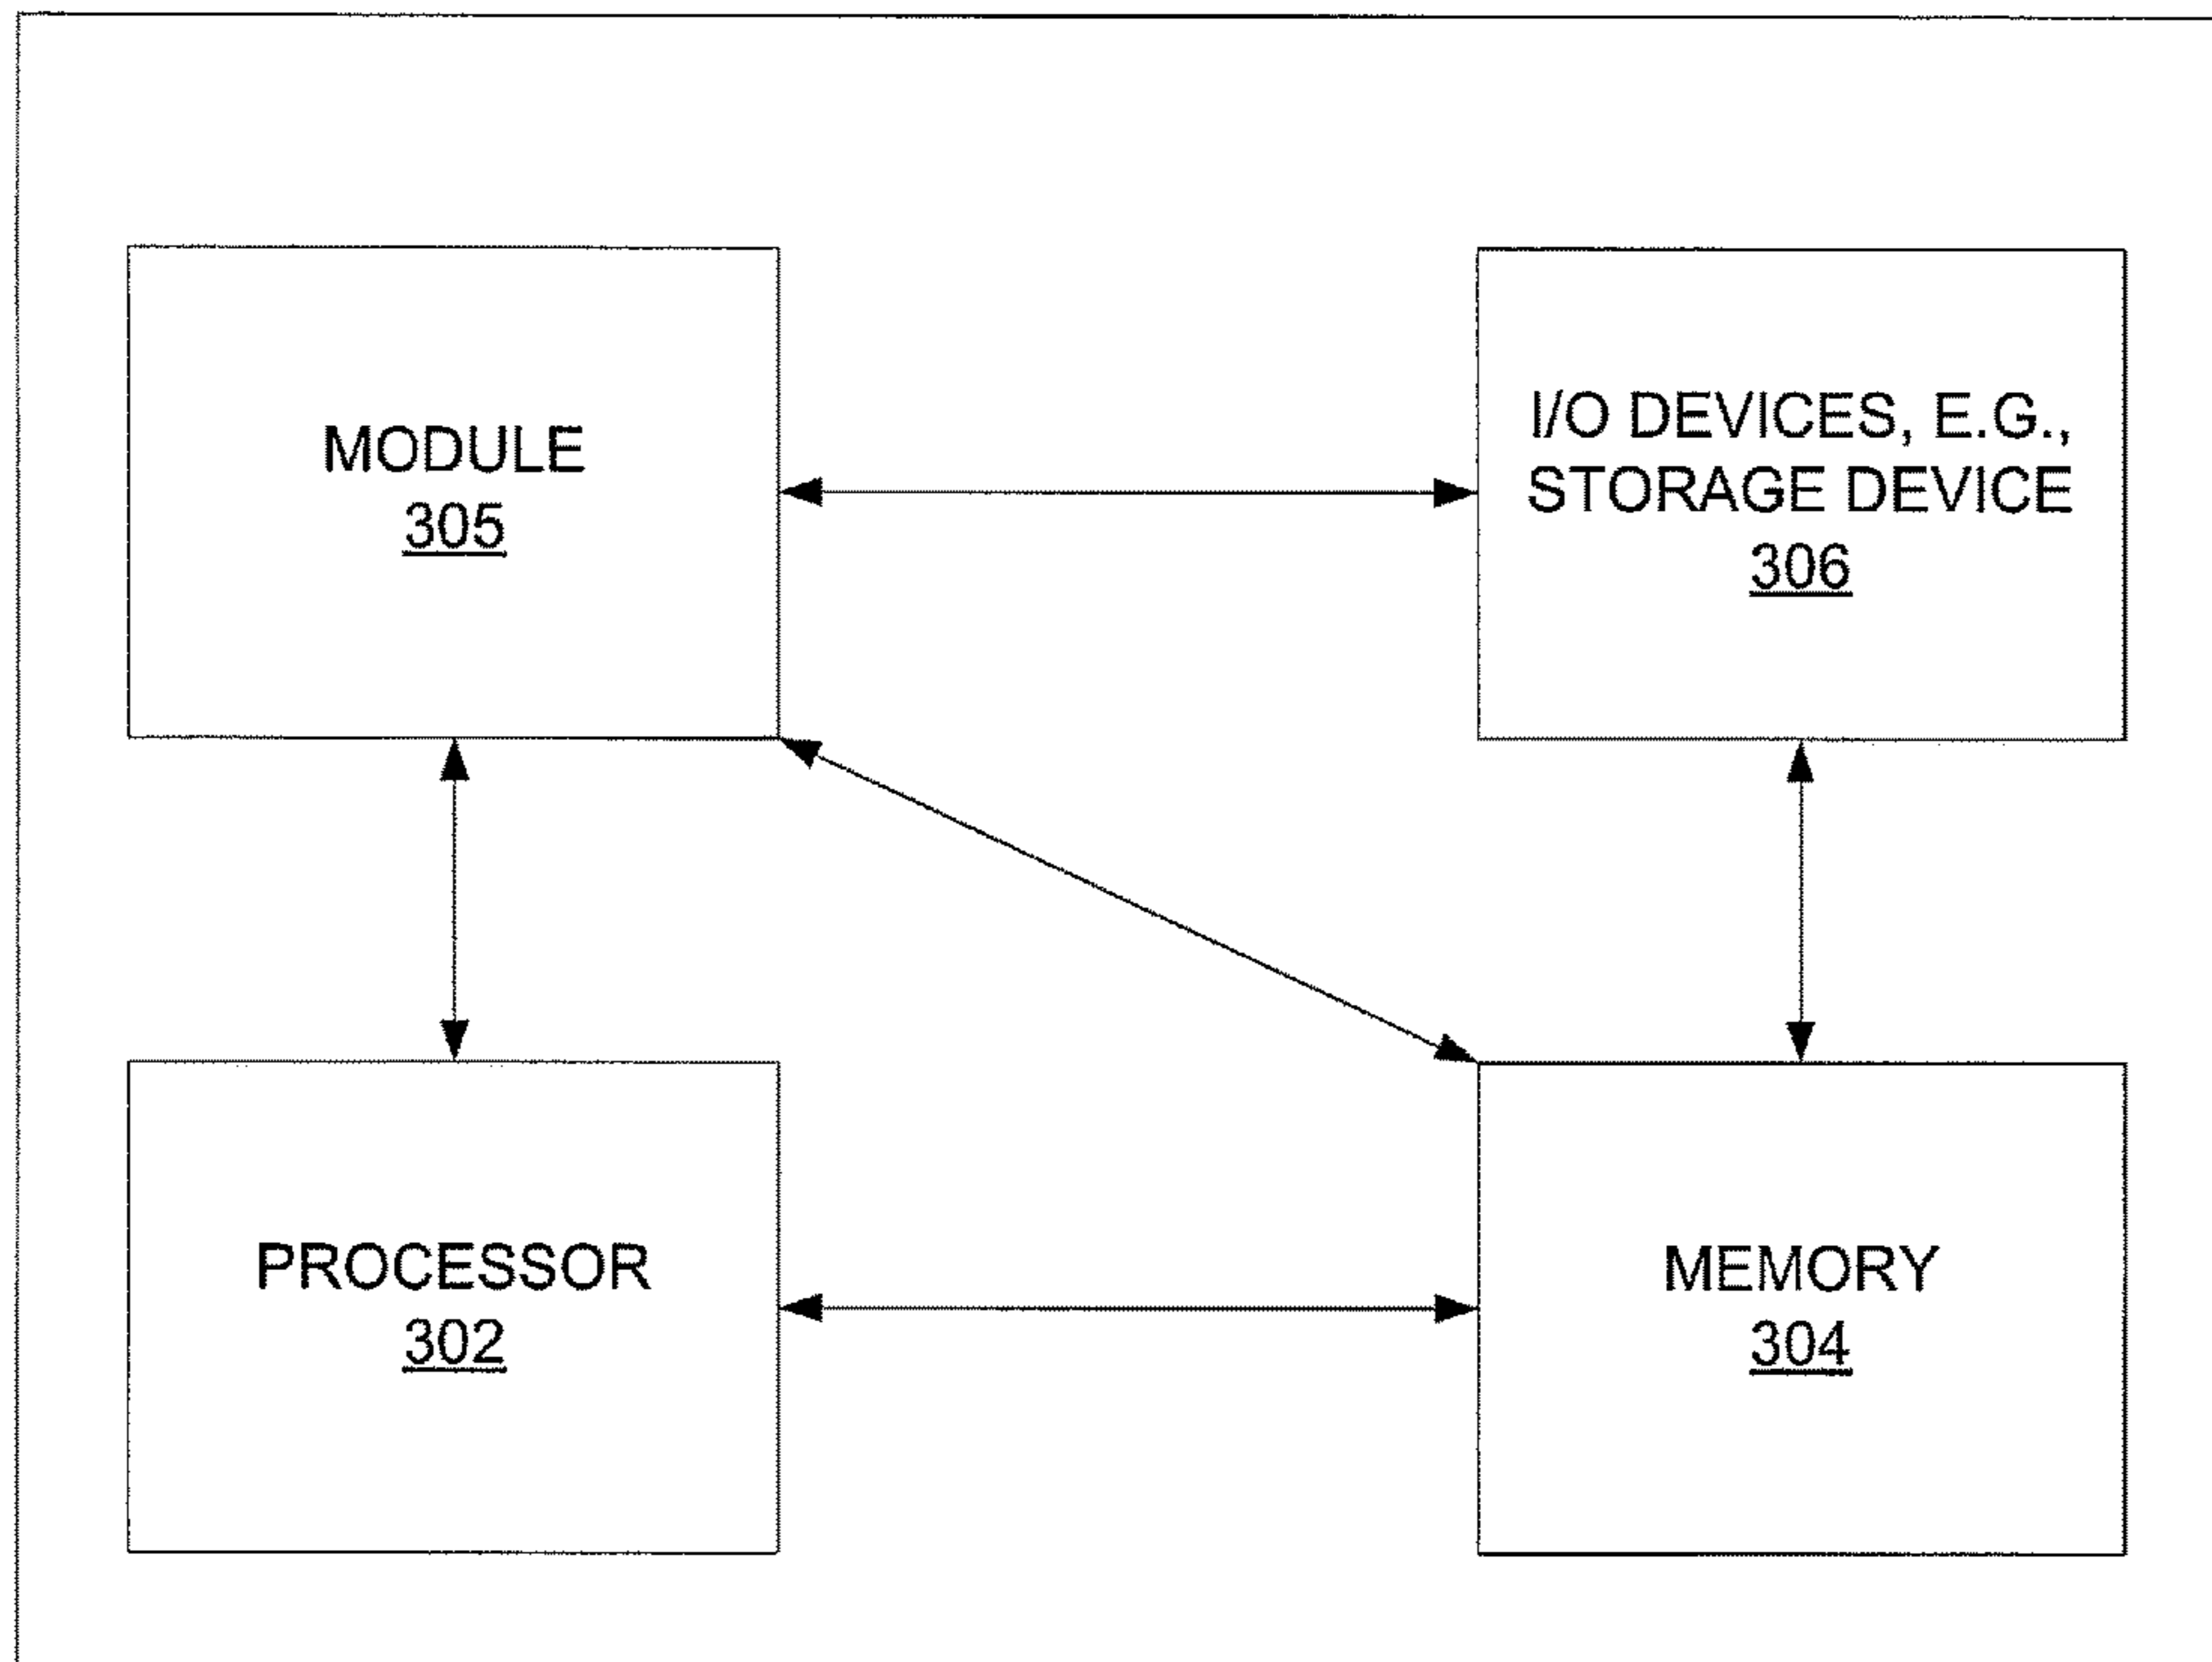 MODULE
305
I/O DEVICES, E.G.,
STORAGE DEVICE
306
PROCESSOR
302
MEMORY
304